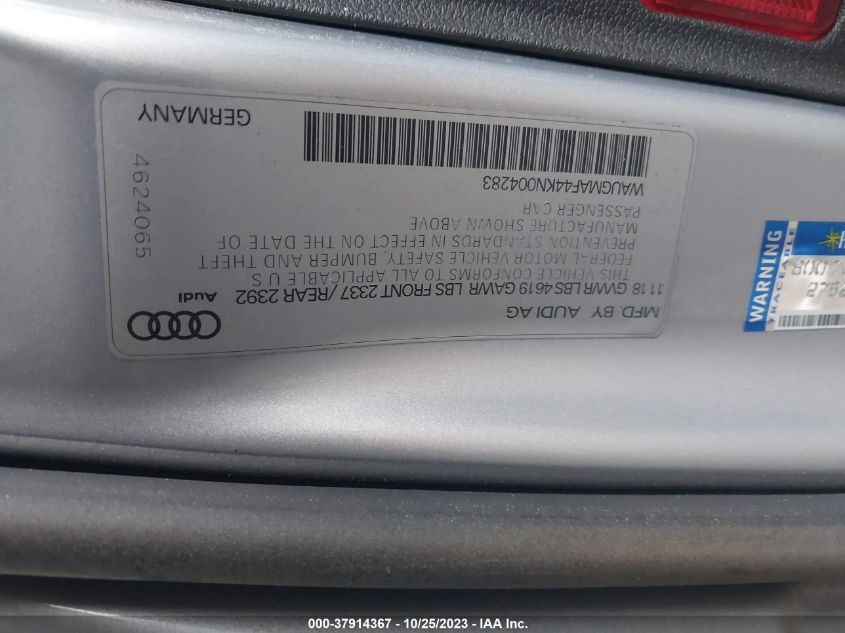 MFD. BY AUDI AG
1118 GVWR LBS 4619 GAWR LBS FRONT 2337 / REAR 2392
THIS VEHICLE CONFORMS TO ALL APPLICABLE U.S.
FEDERAL MOTOR VEHICLE SAFETY, BUMPER AND THEFT
PREVENTION STANDARDS IN EFFECT ON THE DATE OF
MANUFACTURE SHOWN ABOVE
PASSENGER CAR
WAUGMAF44KN004283
Audi
4624065
GERMANY
WARNING
TRACEABLE
000-37914367 - 10/25/2023 - IAA Inc.